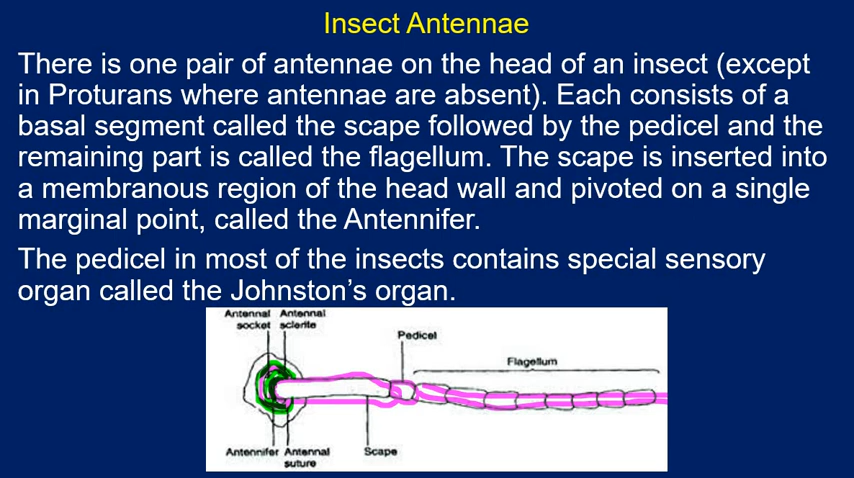 Insect Antennae
There is one pair of antennae on the head of an insect (except
in Proturans where antennae are absent). Each consists of a
basal segment called the scape followed by the pedicel and the
remaining part is called the flagellum. The scape is inserted into
a membranous region of the head wall and pivoted on a single
marginal point, called the Antennifer.
The pedicel in most of the insects contains special sensory
organ called the Johnston’s organ.
Antennal Antennal
socket sclerite
Pedicel
Flagellum
Antennifer Antennal
suture
Scape